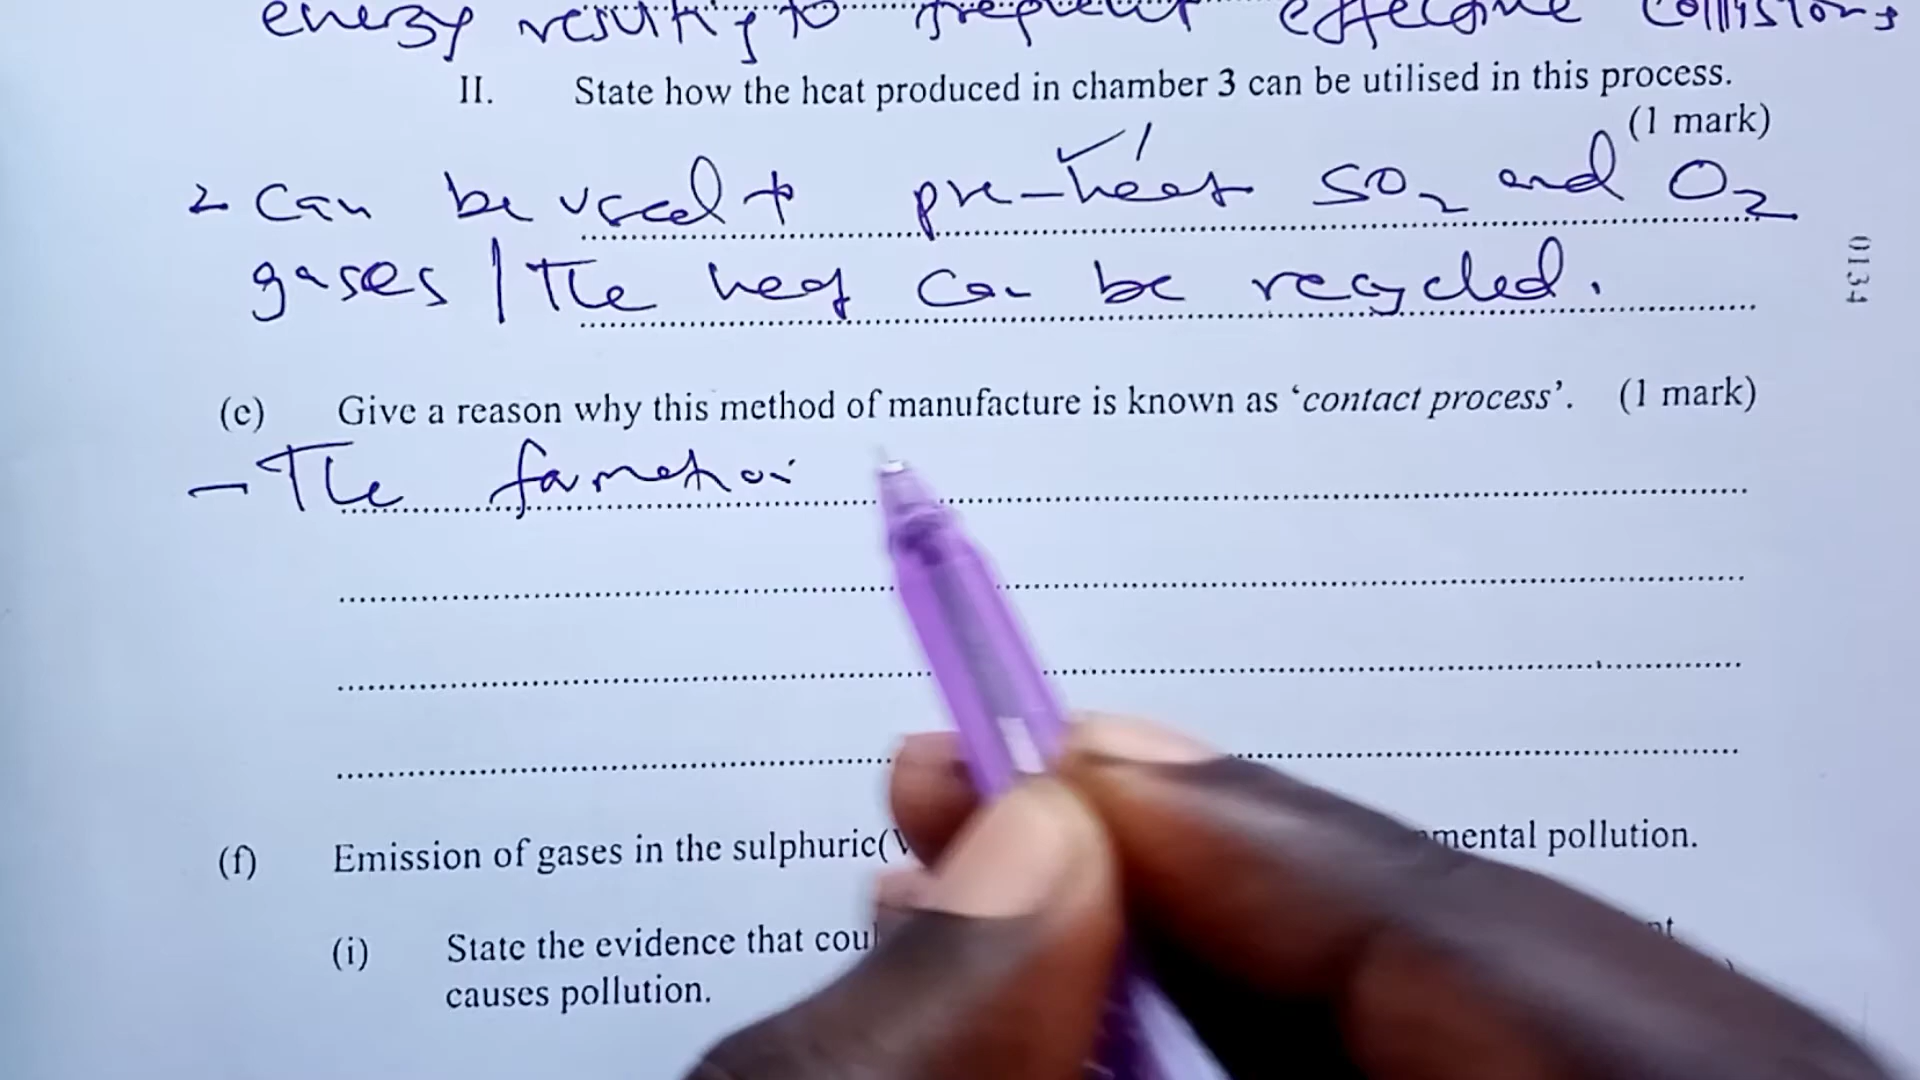 energy resulting to frequent effective collisions
II. State how the heat produced in chamber 3 can be utilised in this process.
(1 mark)
Can be used to pre-heat SO2 and O2
gases | The heat can be recycled.
(e) Give a reason why this method of manufacture is known as ‘contact process’. (1 mark)
- The formation
(f) Emission of gases in the sulphuric(V mental pollution.
(i) State the evidence that
causes pollution.
0134